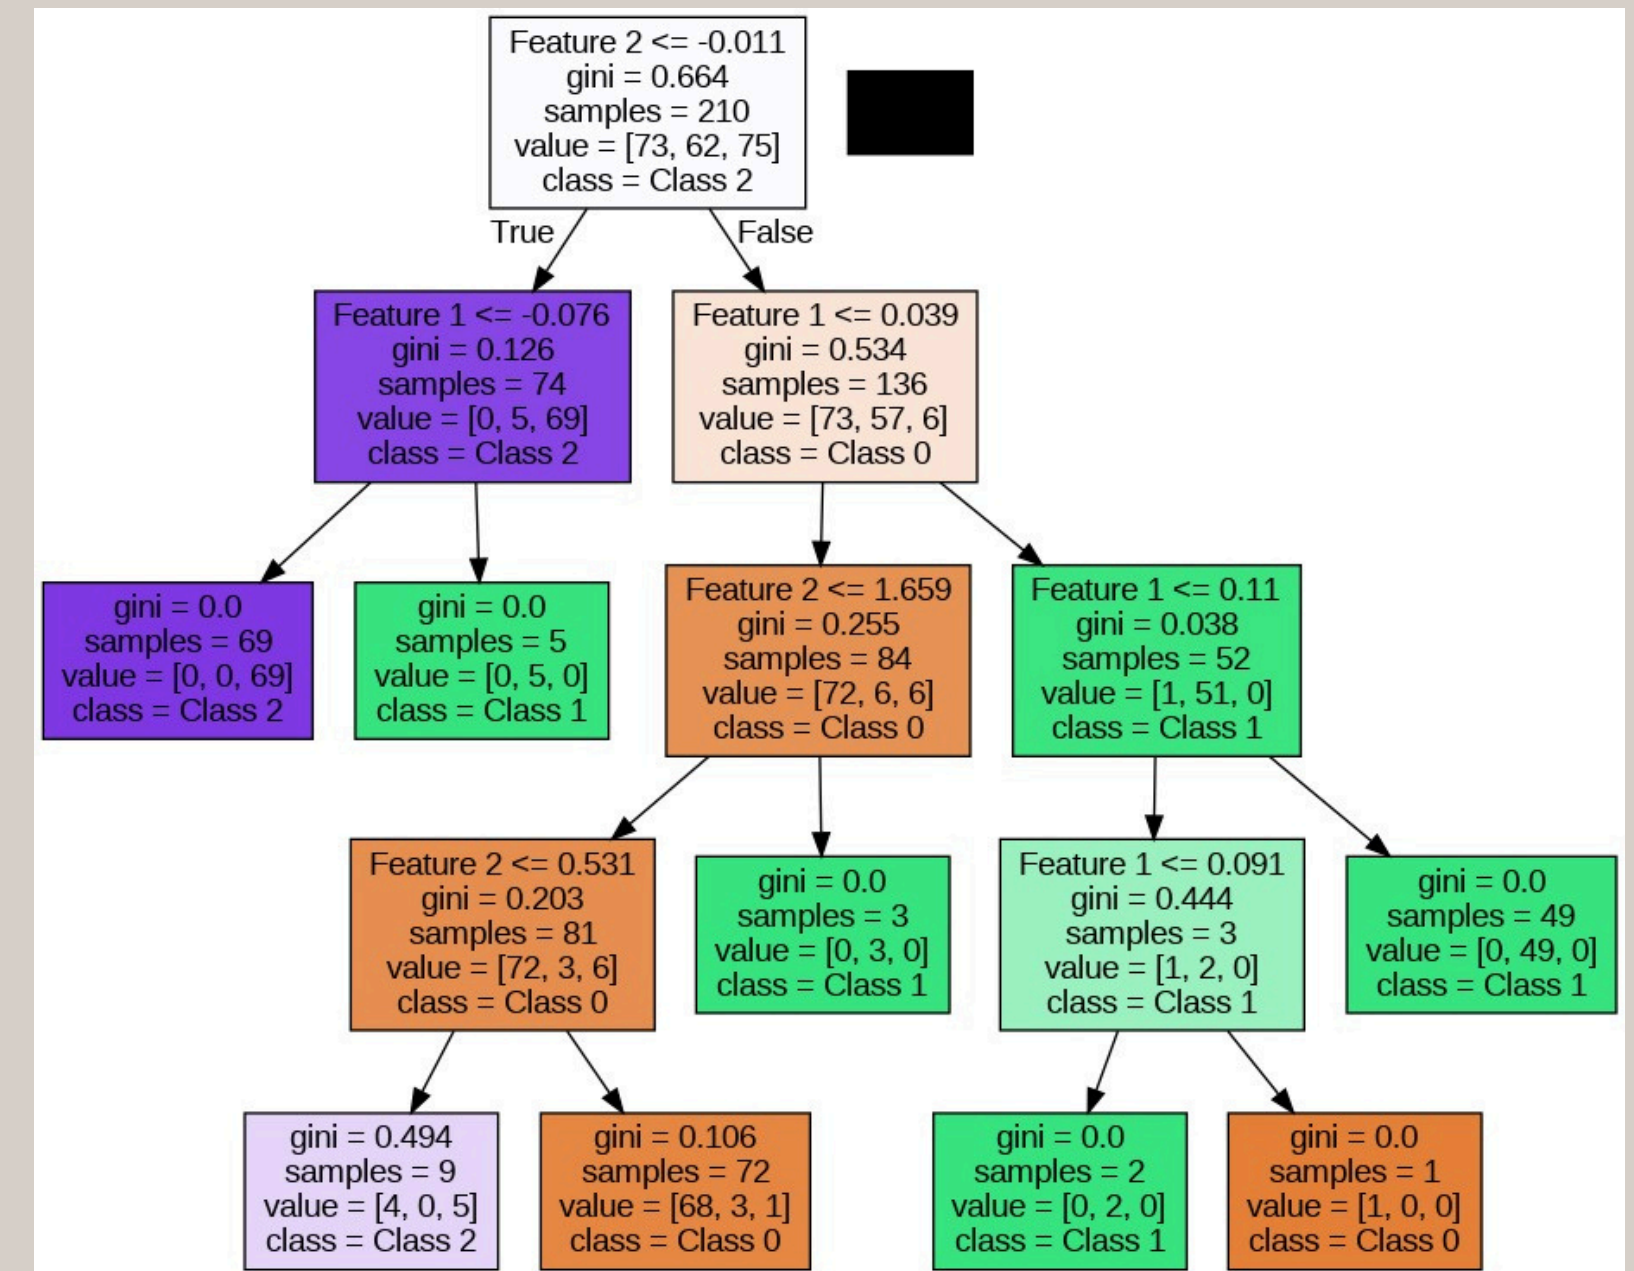 Feature 2 <= -0.011
gini = 0.664
samples = 210
value = [73, 62, 75]
class = Class 2
True
False
Feature 1 <= -0.076
gini = 0.126
samples = 74
value = [0, 5, 69]
class = Class 2
Feature 1 <= 0.039
gini = 0.534
samples = 136
value = [73, 57, 6]
class = Class 0
gini = 0.0
samples = 69
value = [0, 0, 69]
class = Class 2
gini = 0.0
samples = 5
value = [0, 5, 0]
class = Class 1
Feature 2 <= 1.659
gini = 0.255
samples = 84
value = [72, 6, 6]
class = Class 0
Feature 1 <= 0.11
gini = 0.038
samples = 52
value = [1, 51, 0]
class = Class 1
Feature 2 <= 0.531
gini = 0.203
samples = 81
value = [72, 3, 6]
class = Class 0
gini = 0.0
samples = 3
value = [0, 3, 0]
class = Class 1
Feature 1 <= 0.091
gini = 0.444
samples = 3
value = [1, 2, 0]
class = Class 1
gini = 0.0
samples = 49
value = [0, 49, 0]
class = Class 1
gini = 0.494
samples = 9
value = [4, 0, 5]
class = Class 2
gini = 0.106
samples = 72
value = [68, 3, 1]
class = Class 0
gini = 0.0
samples = 2
value = [0, 2, 0]
class = Class 1
gini = 0.0
samples = 1
value = [1, 0, 0]
class = Class 0